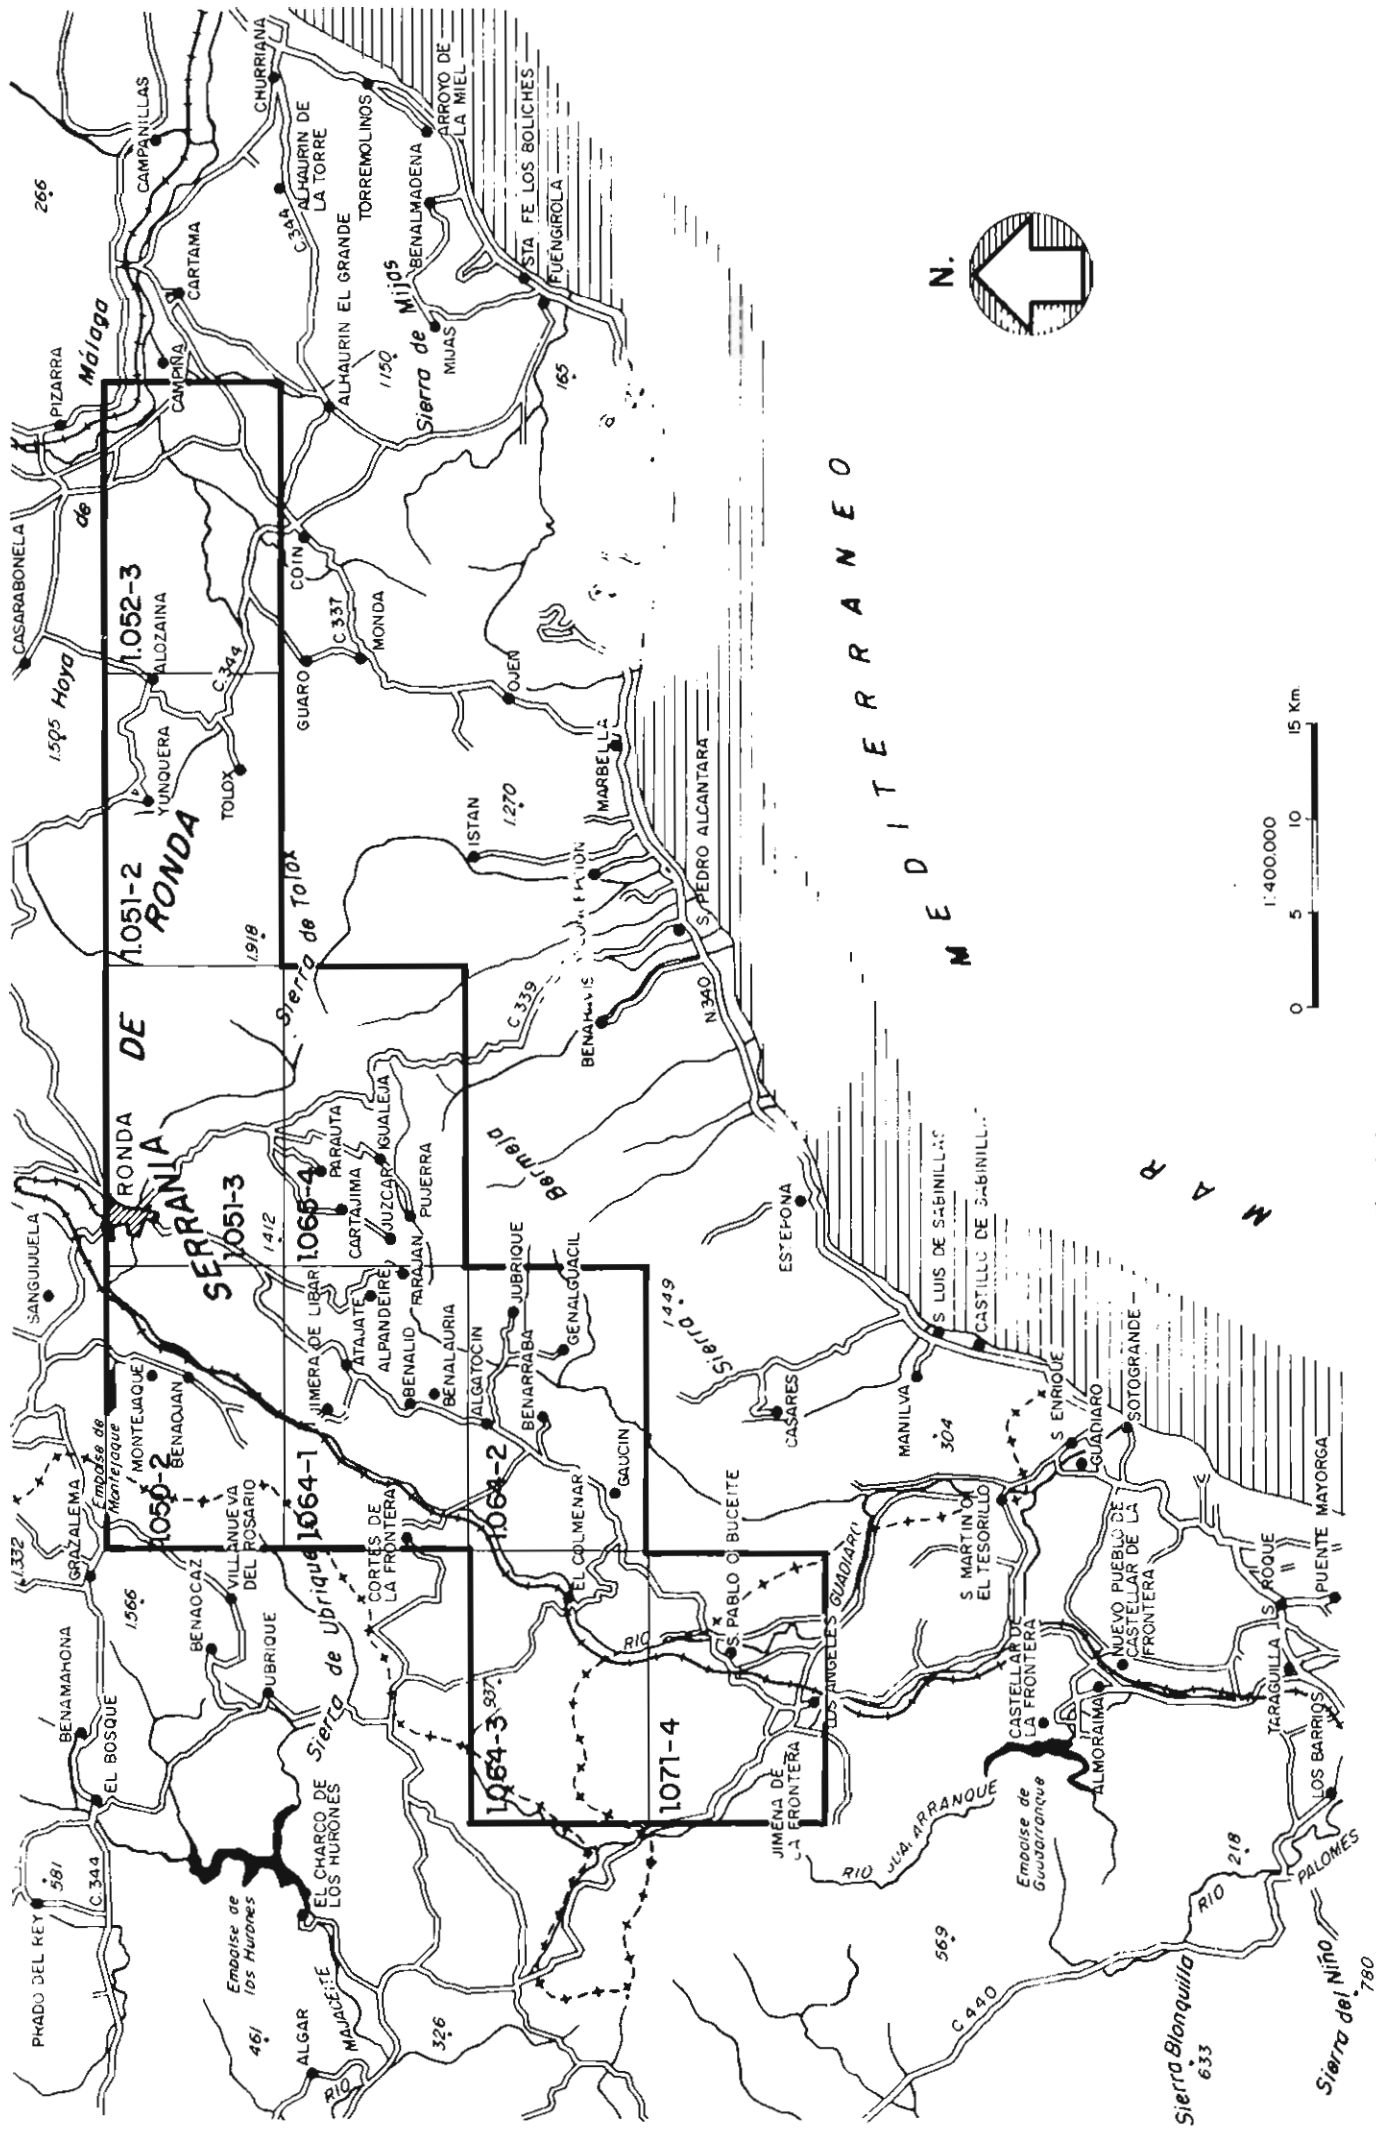 PRADO DEL REY
581
C.344
EL BOSQUE
BENAMAHONA
1.566
1.332
GRAZALEMA
Embalse de
Montejaque
SANGUIJUELA
RONDA
SERRANIA
DE
RONDA
1.505
Hoya
de
Málaga
CASARABONELA
PIZARRA
266
CAMPANILLAS
CHURRIANA
CARTAMA
CAMPIÑA
ALHAURIN DE
LA TORRE
C.344
TORREMOLINOS
ARROYO DE
LA MIEL
BENALMADENA
ALHAURIN EL GRANDE
1150
Sierra de Mijas
MIJAS
STA FE LOS BOLICHES
FUENGIROLA
165
1.052-3
ALOZAINA
C.344
YUNQUERA
TOLOX
1.051-2
1.918
COIN
C.337
MONDA
GUARO
OJEN
Sierra de Tolox
ISTAN
1.270
MARBELLA
S. PEDRO ALCANTARA
BENAHAVIS
C.339
N.340
1.051-3
1.412
1.065-4
PARAUTA
CARTAJIMA
IGUALEJA
JUZCAR
PUJERRA
FARAJAN
ALPANDEIRE
ATAJATE
JIMERA DE LIBAR
BENALID
BENALAURIA
ALGATOCIN
JUBRIQUE
BENARRABA
GENALGUACIL
1.050-2
MONTEJAQUE
BENAOJAN
1.064-1
1.064-2
GAUCIN
EL COLMENAR
CORTES DE
LA FRONTERA
VILLANUEVA
DEL ROSARIO
BENAOCAZ
UBRIQUE
Sierra de Ubrique
EL CHARCO DE
LOS HURONES
Embalse de
los Hurones
461
ALGAR
RIO
MAJACEITE
326
1.064-3
937
1.071-4
RIO
GUADIARO
S. PABLO O BUCEITE
LOS ANGELES
JIMENA DE
LA FRONTERA
Sierra
Bermeja
1.449
ESTEPONA
CASARES
MANILVA
304
S LUIS DE SABINILLAS
CASTILLO DE SABINILLAS
S ENRIQUE
GUADIARO
SOTOGRANDE
S MARTIN O
EL TESORILLO
CASTELLAR DE
LA FRONTERA
NUEVO PUEBLO DE
CASTELLAR DE LA
FRONTERA
ALMORAIMA
Embalse de
Guadarranque
RIO
569
C 440
TARAGUILLA
S. ROQUE
PUENTE MAYORGA
LOS BARRIOS
218
RIO
PALOMES
Sierra Blanquilla
633
Sierra del Niño
780
MAR
MEDITERRANEO
N.
1:400.000
0 5 10 15 Km.